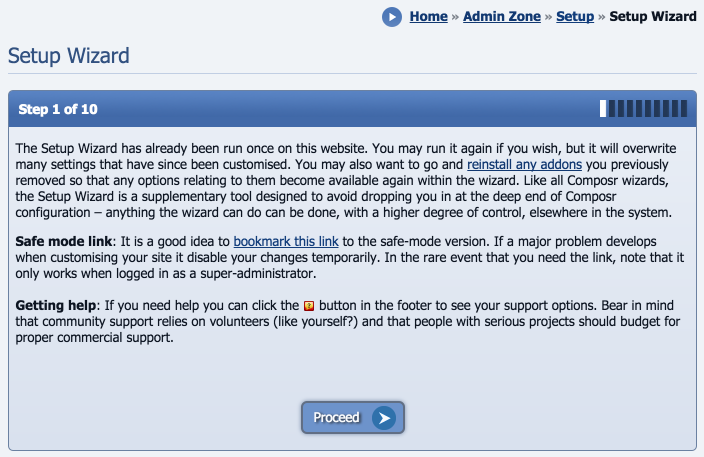 Home » Admin Zone » Setup » Setup Wizard
Setup Wizard
Step 1 of 10
The Setup Wizard has already been run once on this website. You may run it again if you wish, but it will overwrite
many settings that have since been customised. You may also want to go and reinstall any addons you previously
removed so that any options relating to them become available again within the wizard. Like all Composr wizards,
the Setup Wizard is a supplementary tool designed to avoid dropping you in at the deep end of Composr
configuration – anything the wizard can do can be done, with a higher degree of control, elsewhere in the system.
Safe mode link: It is a good idea to bookmark this link to the safe-mode version. If a major problem develops
when customising your site it disable your changes temporarily. In the rare event that you need the link, note that it
only works when logged in as a super-administrator.
Getting help: If you need help you can click the button in the footer to see your support options. Bear in mind
that community support relies on volunteers (like yourself?) and that people with serious projects should budget for
proper commercial support.
Proceed